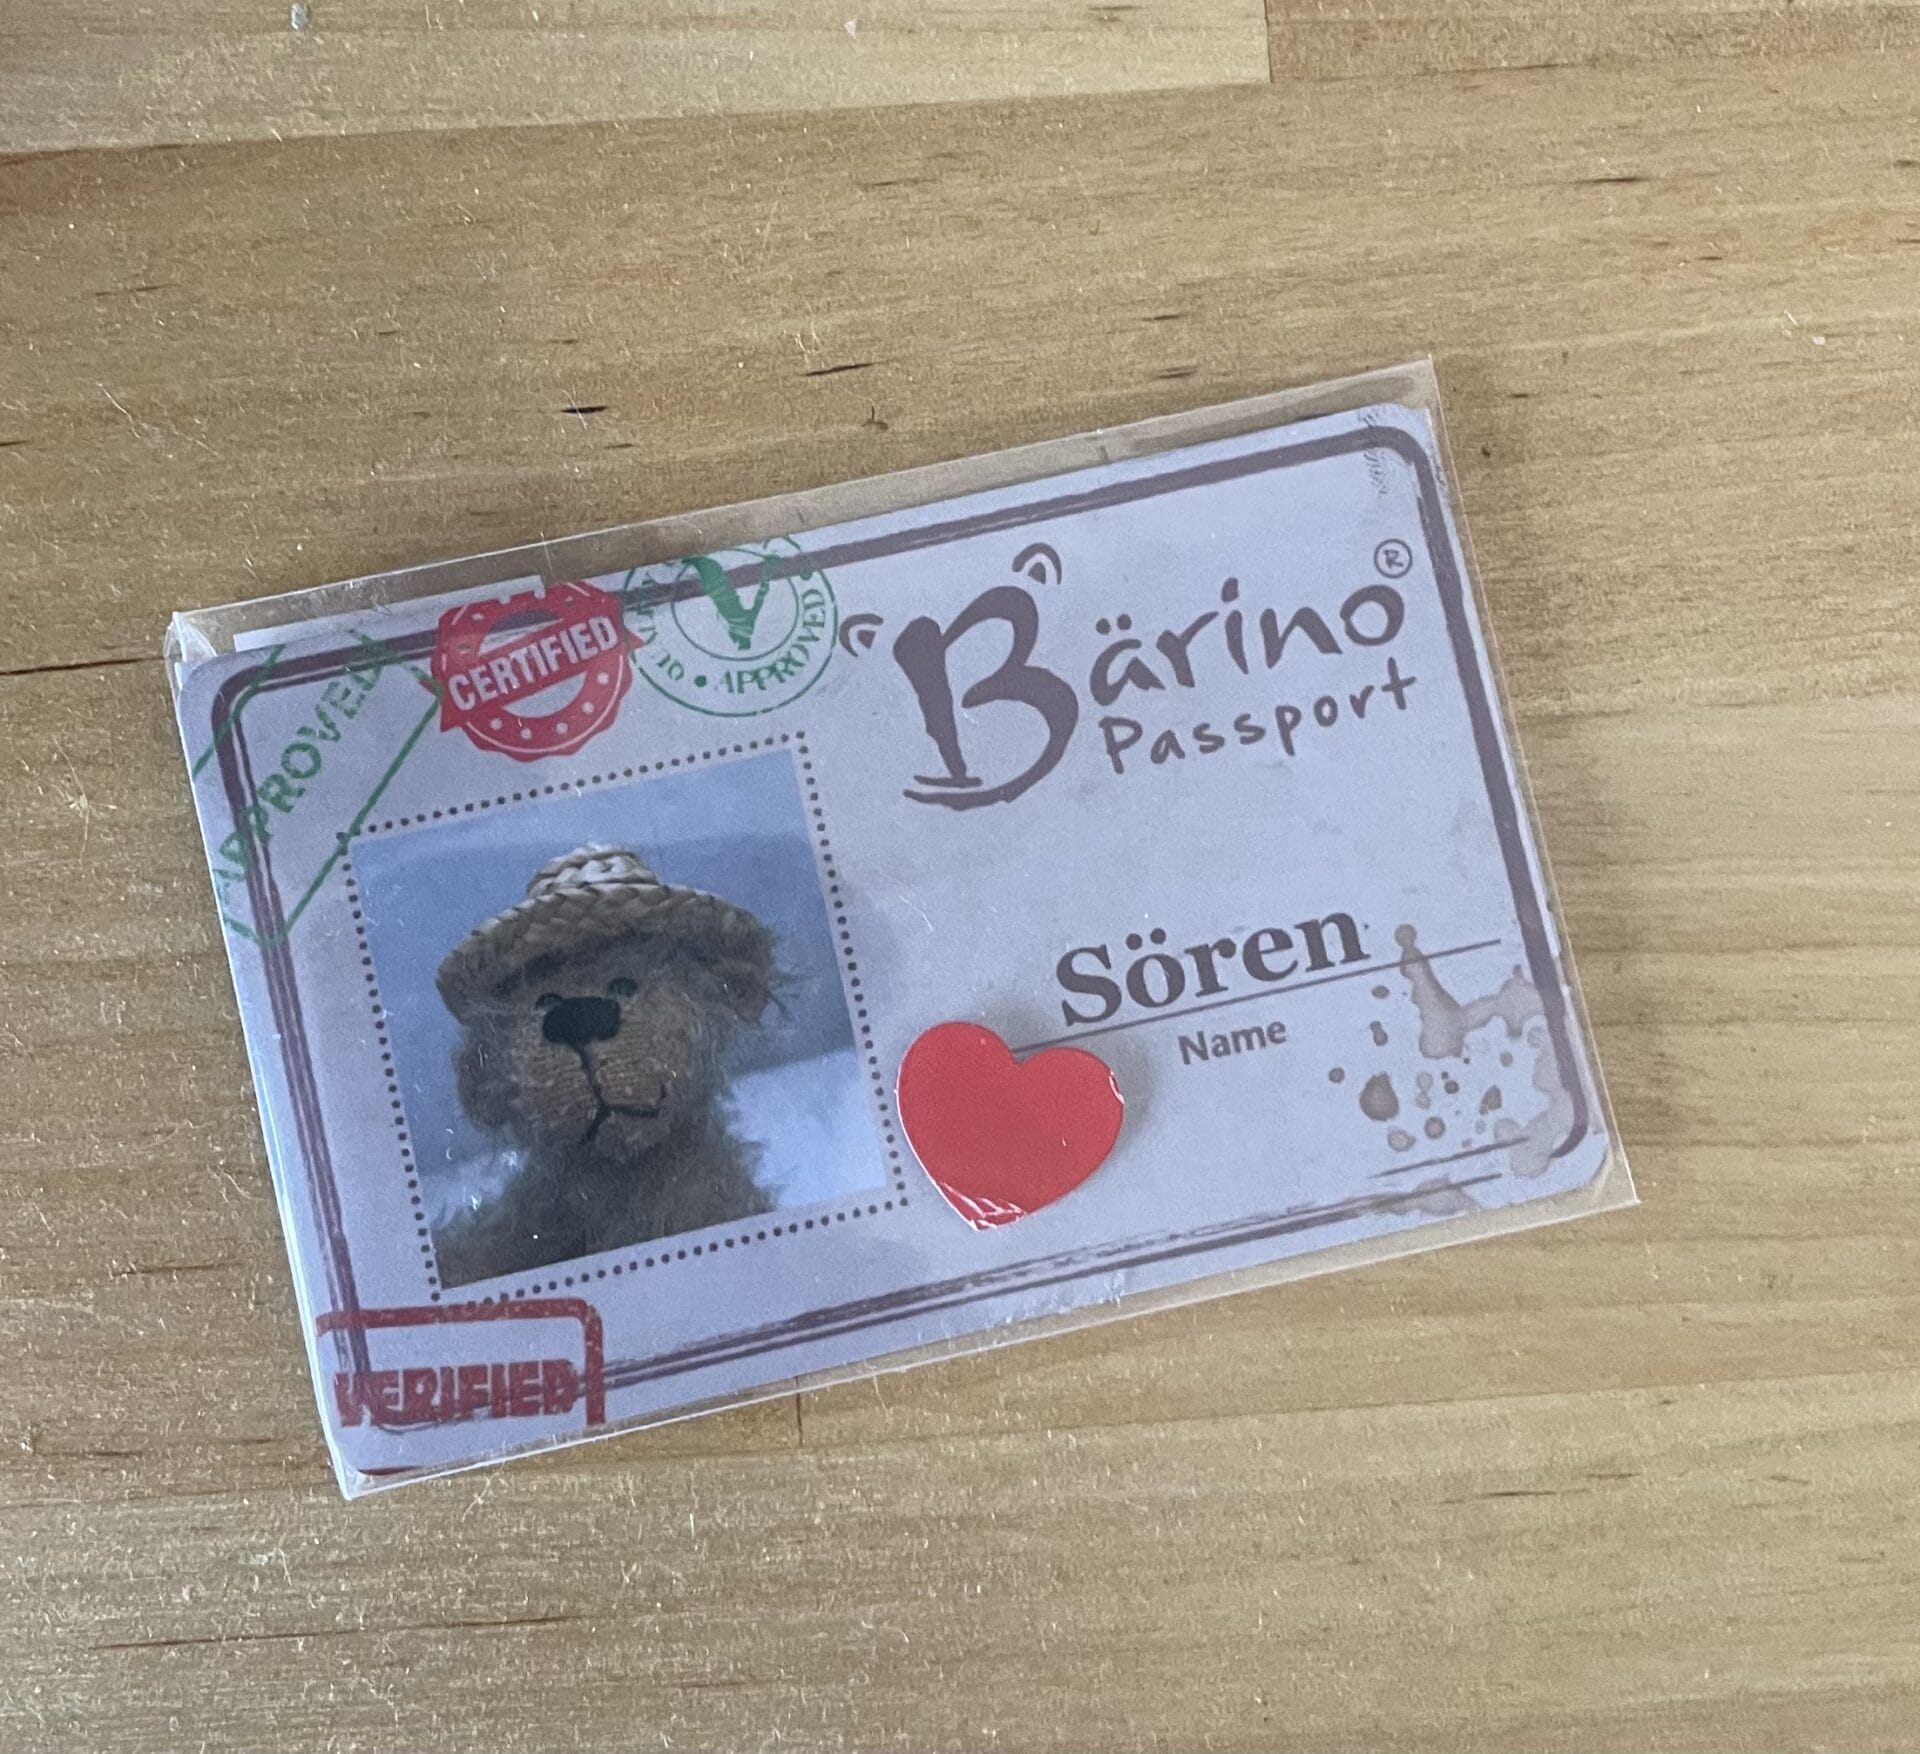 APPROVED
CERTIFIED
APPROVED
Bärino®
Passport
Sören
Name
VERIFIED